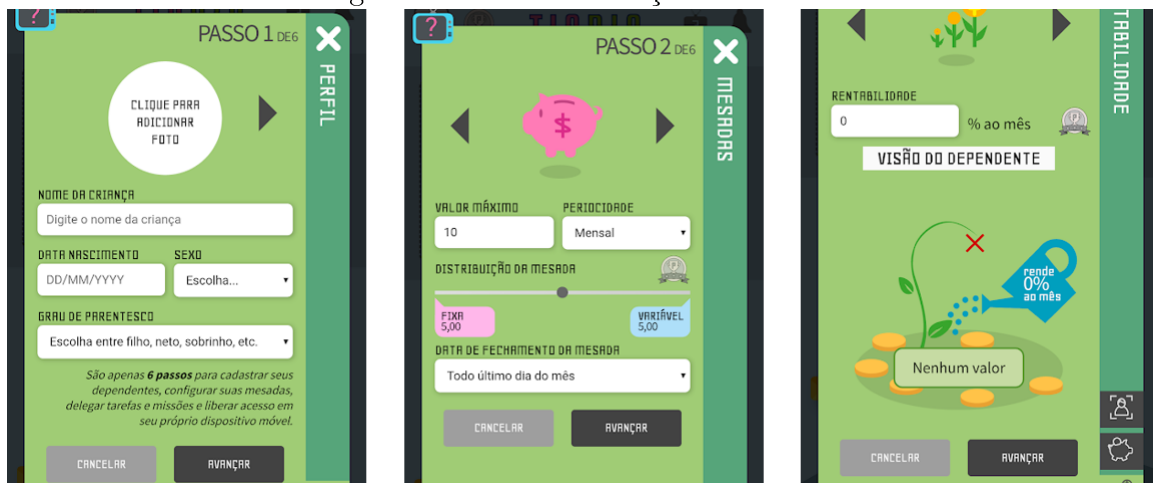 PASSO 1 DE6
PERFIL
CLIQUE PARA
ADICIONAR
FOTO
NOME DA CRIANÇA
Digite o nome da criança
DATA NASCIMENTO
SEXO
DD/MM/YYYY
Escolha...
GRAU DE PARENTESCO
Escolha entre filho, neto, sobrinho, etc.
São apenas 6 passos para cadastrar seus
dependentes, configurar suas mesadas,
delegar tarefas e missões e liberar acesso em
seu próprio dispositivo móvel.
CANCELAR
AVANÇAR
PASSO 2 DE6
MESADAS
$
VALOR MÁXIMO
PERIOCIDADE
10
Mensal
DISTRIBUIÇÃO DA MESADA
FIXA
5,00
VARIÁVEL
5,00
DATA DE FECHAMENTO DA MESADA
Todo último dia do mês
CANCELAR
AVANÇAR
TABILIDADE
RENTABILIDADE
0
% ao mês
VISÃO DO DEPENDENTE
rende
0%
ao mês
Nenhum valor
CANCELAR
AVANÇAR